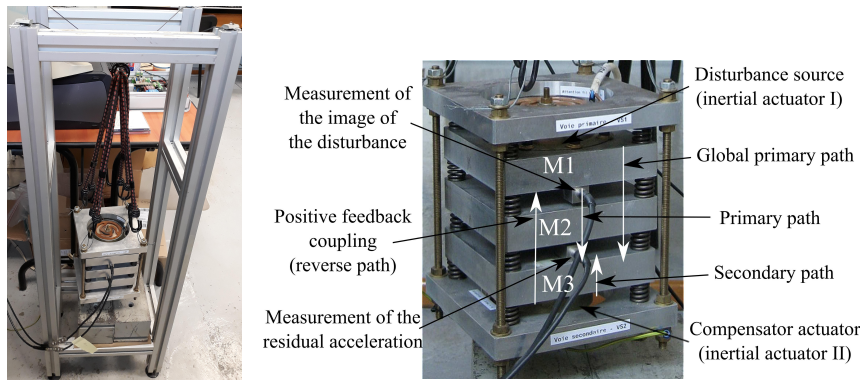 Measurement of
the image of
the disturbance
Positive feedback
coupling
(reverse path)
Measurement of the
residual acceleration
Voie primaire - VS1
M1
M2
M3
Voie secondaire - VS2
Disturbance source
(inertial actuator I)
Global primary path
Primary path
Secondary path
Compensator actuator
(inertial actuator II)